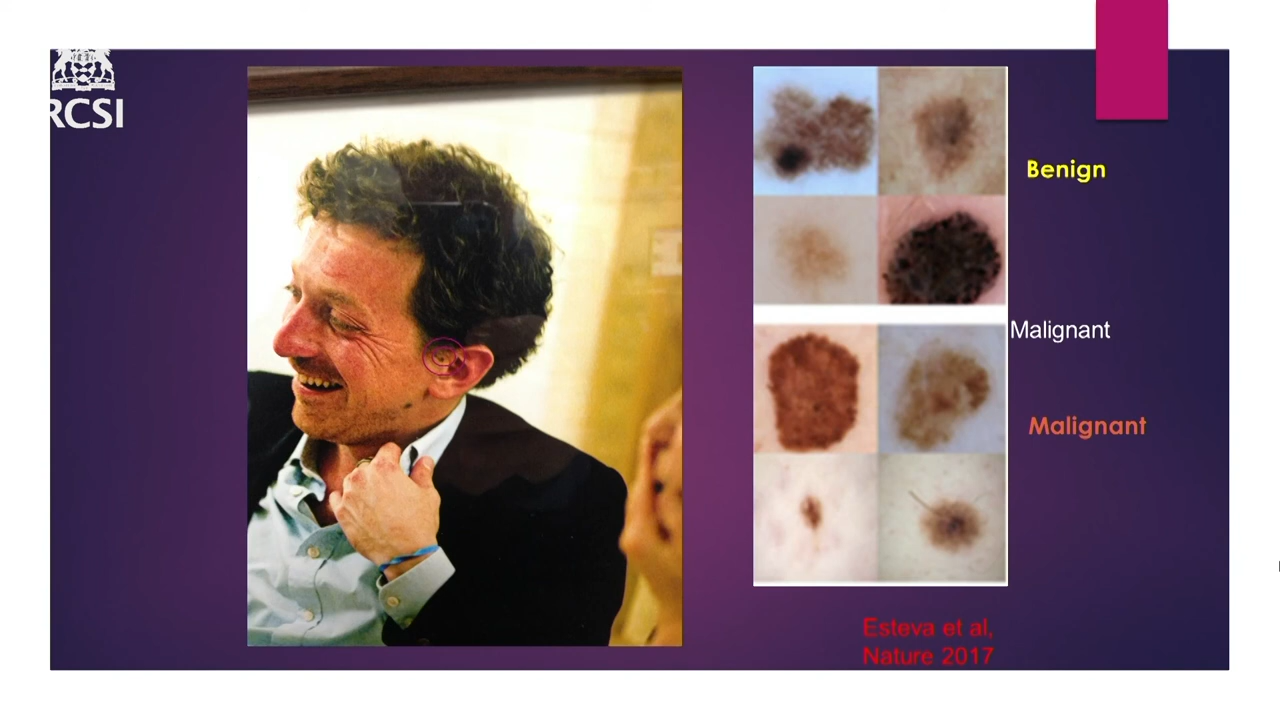 RCSI
Benign
Malignant
Malignant
Esteva et al,
Nature 2017